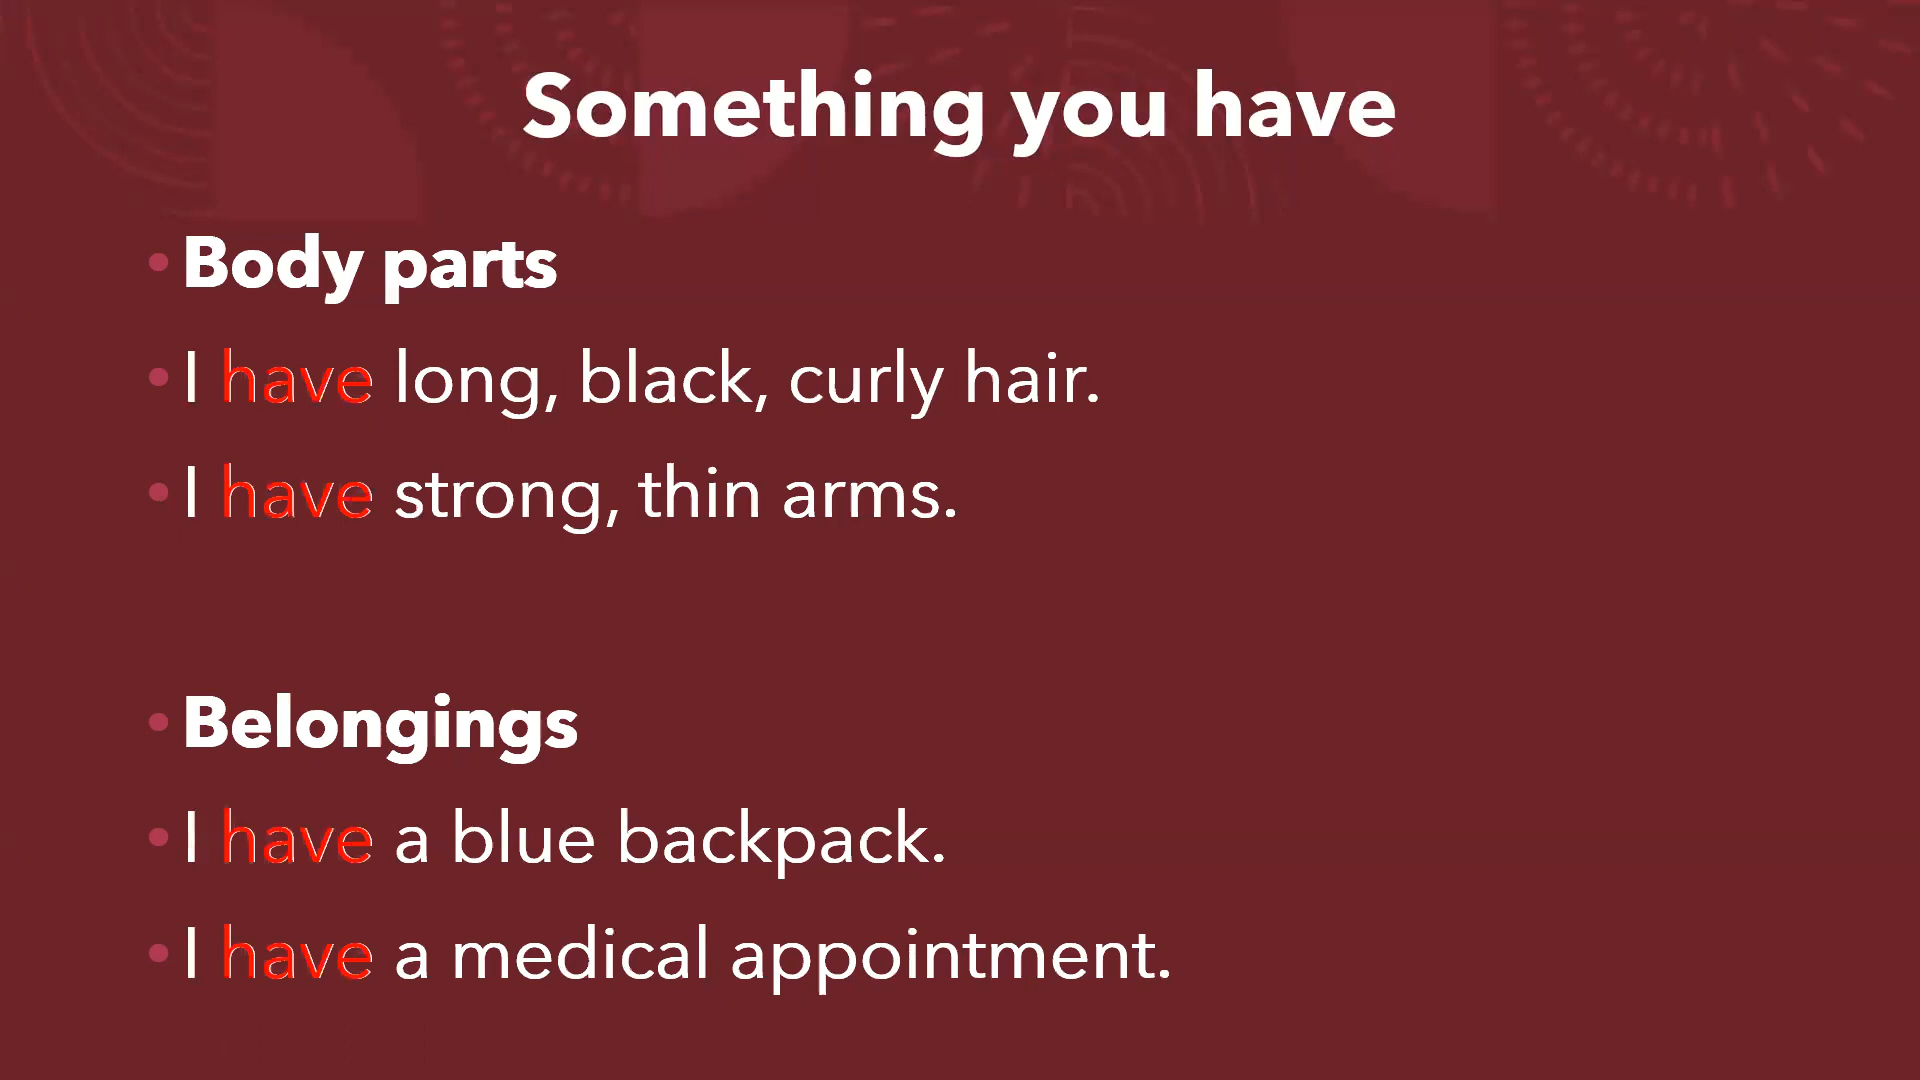 Something you have
• Body parts
• I have long, black, curly hair.
• I have strong, thin arms.
• Belongings
• I have a blue backpack.
• I have a medical appointment.